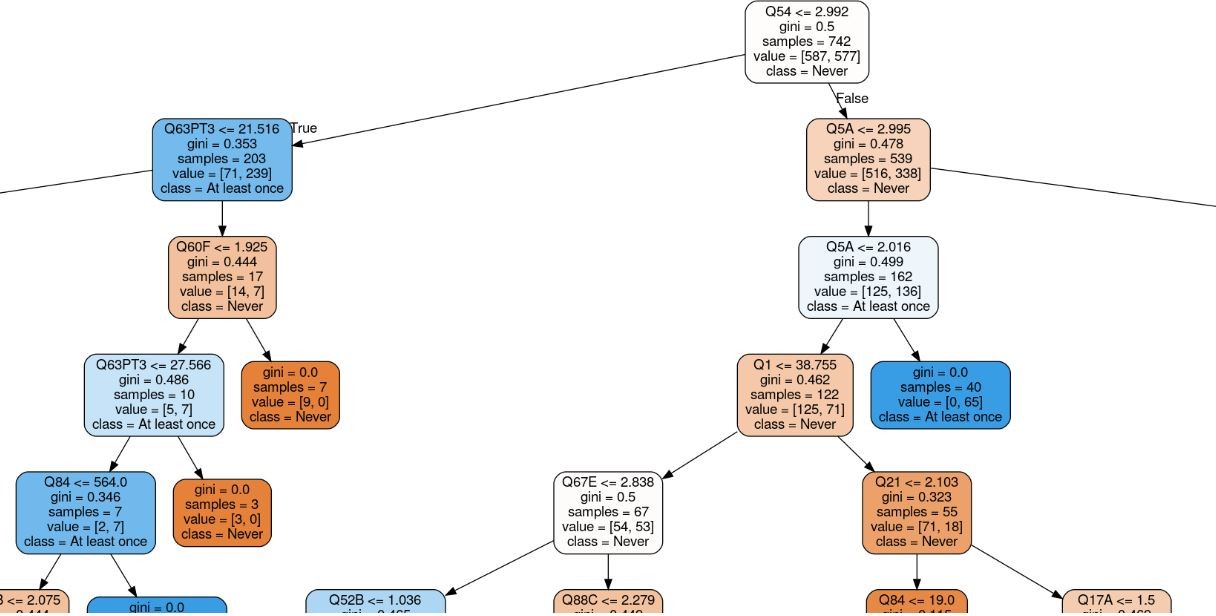 Q54 <= 2.992
gini = 0.5
samples = 742
value = [587, 577]
class = Never
True
False
Q63PT3 <= 21.516
gini = 0.353
samples = 203
value = [71, 239]
class = At least once
Q5A <= 2.995
gini = 0.478
samples = 539
value = [516, 338]
class = Never
Q60F <= 1.925
gini = 0.444
samples = 17
value = [14, 7]
class = Never
Q5A <= 2.016
gini = 0.499
samples = 162
value = [125, 136]
class = At least once
Q63PT3 <= 27.566
gini = 0.486
samples = 10
value = [5, 7]
class = At least once
gini = 0.0
samples = 7
value = [9, 0]
class = Never
Q1 <= 38.755
gini = 0.462
samples = 122
value = [125, 71]
class = Never
gini = 0.0
samples = 40
value = [0, 65]
class = At least once
Q84 <= 564.0
gini = 0.346
samples = 7
value = [2, 7]
class = At least once
gini = 0.0
samples = 3
value = [3, 0]
class = Never
Q67E <= 2.838
gini = 0.5
samples = 67
value = [54, 53]
class = Never
Q21 <= 2.103
gini = 0.323
samples = 55
value = [71, 18]
class = Never
<= 2.075
gini = 0.0
Q52B <= 1.036
Q88C <= 2.279
Q84 <= 19.0
Q17A <= 1.5